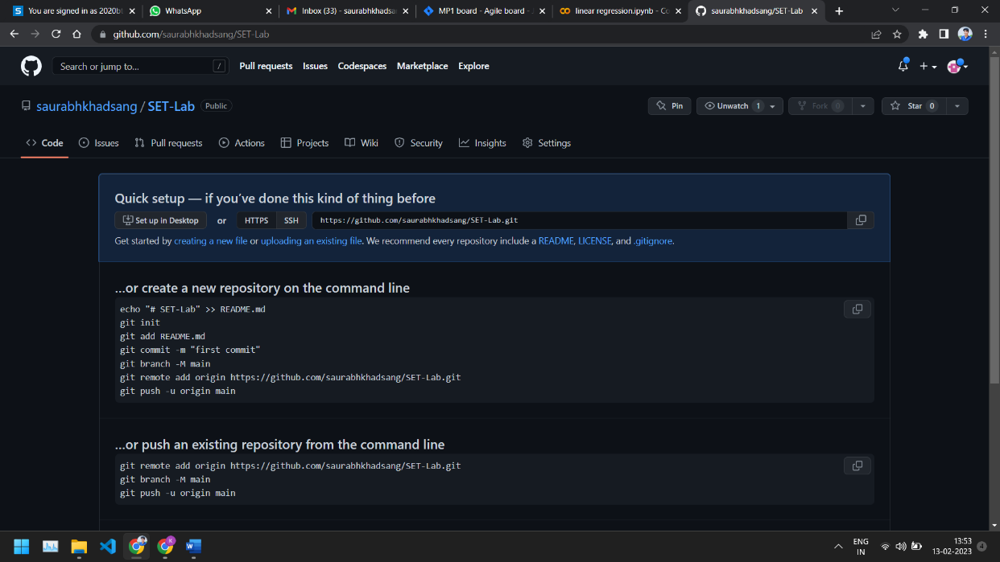 You are signed in as 2020bt
WhatsApp
Inbox (33) - saurabhkhadsan
MP1 board - Agile board - J
linear regression.ipynb - Co
saurabhkhadsang/SET-Lab
github.com/saurabhkhadsang/SET-Lab
Search or jump to... /
Pull requests Issues Codespaces Marketplace Explore
saurabhkhadsang / SET-Lab Public
Pin Unwatch 1 Fork 0 Star 0
Code Issues Pull requests Actions Projects Wiki Security Insights Settings
Quick setup — if you’ve done this kind of thing before
Set up in Desktop or HTTPS SSH https://github.com/saurabhkhadsang/SET-Lab.git
Get started by creating a new file or uploading an existing file. We recommend every repository include a README, LICENSE, and .gitignore.
…or create a new repository on the command line
echo "# SET-Lab" >> README.md
git init
git add README.md
git commit -m "first commit"
git branch -M main
git remote add origin https://github.com/saurabhkhadsang/SET-Lab.git
git push -u origin main
…or push an existing repository from the command line
git remote add origin https://github.com/saurabhkhadsang/SET-Lab.git
git branch -M main
git push -u origin main
ENG
IN
13:53
13-02-2023
4